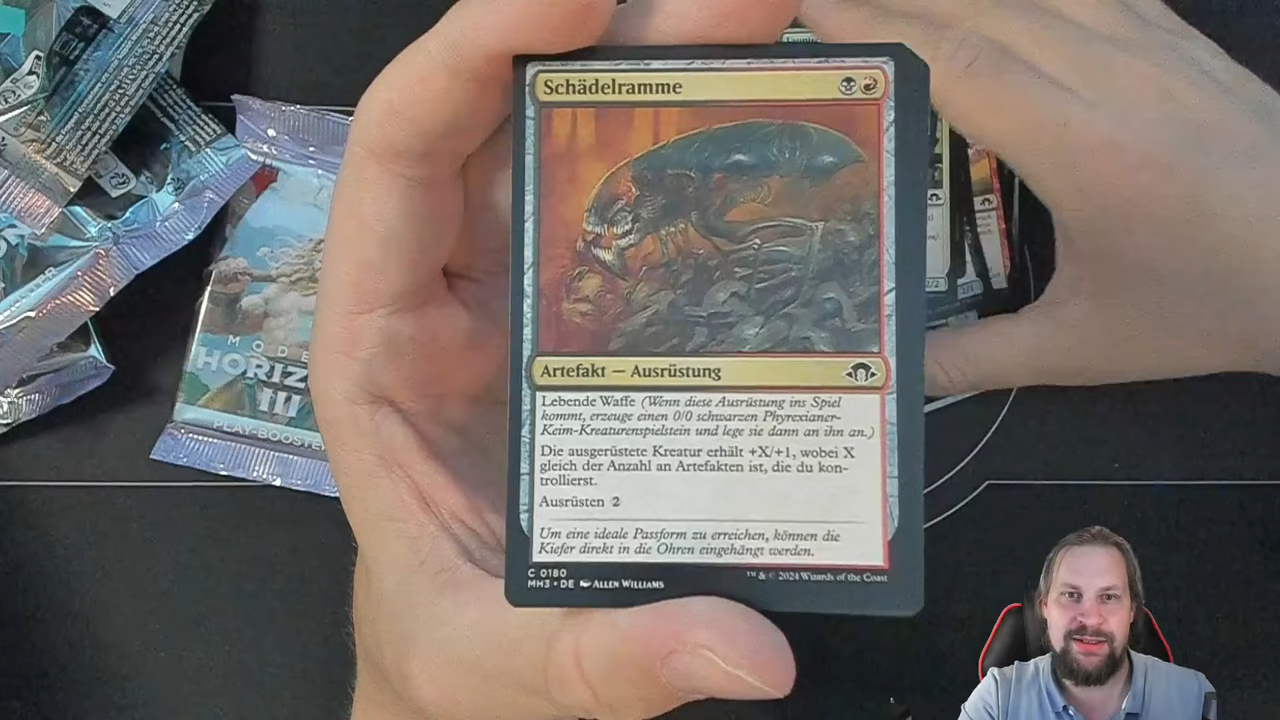 Schädelramme
Artefakt — Ausrüstung
Lebende Waffe (Wenn diese Ausrüstung ins Spiel
kommt, erzeuge einen 0/0 schwarzen Phyrexianer-
Keim-Kreaturenspielstein und lege sie dann an ihn an.)
Die ausgerüstete Kreatur erhält +X/+1, wobei X
gleich der Anzahl an Artefakten ist, die du kon-
trollierst.
Ausrüsten 2
Um eine ideale Passform zu erreichen, können die
Kiefer direkt in die Ohren eingehängt werden.
C 0180
MH3 • DE ALLEN WILLIAMS
™ & © 2024 Wizards of the Coast
MODE
HORIZ
III
PLAY-BOOSTE